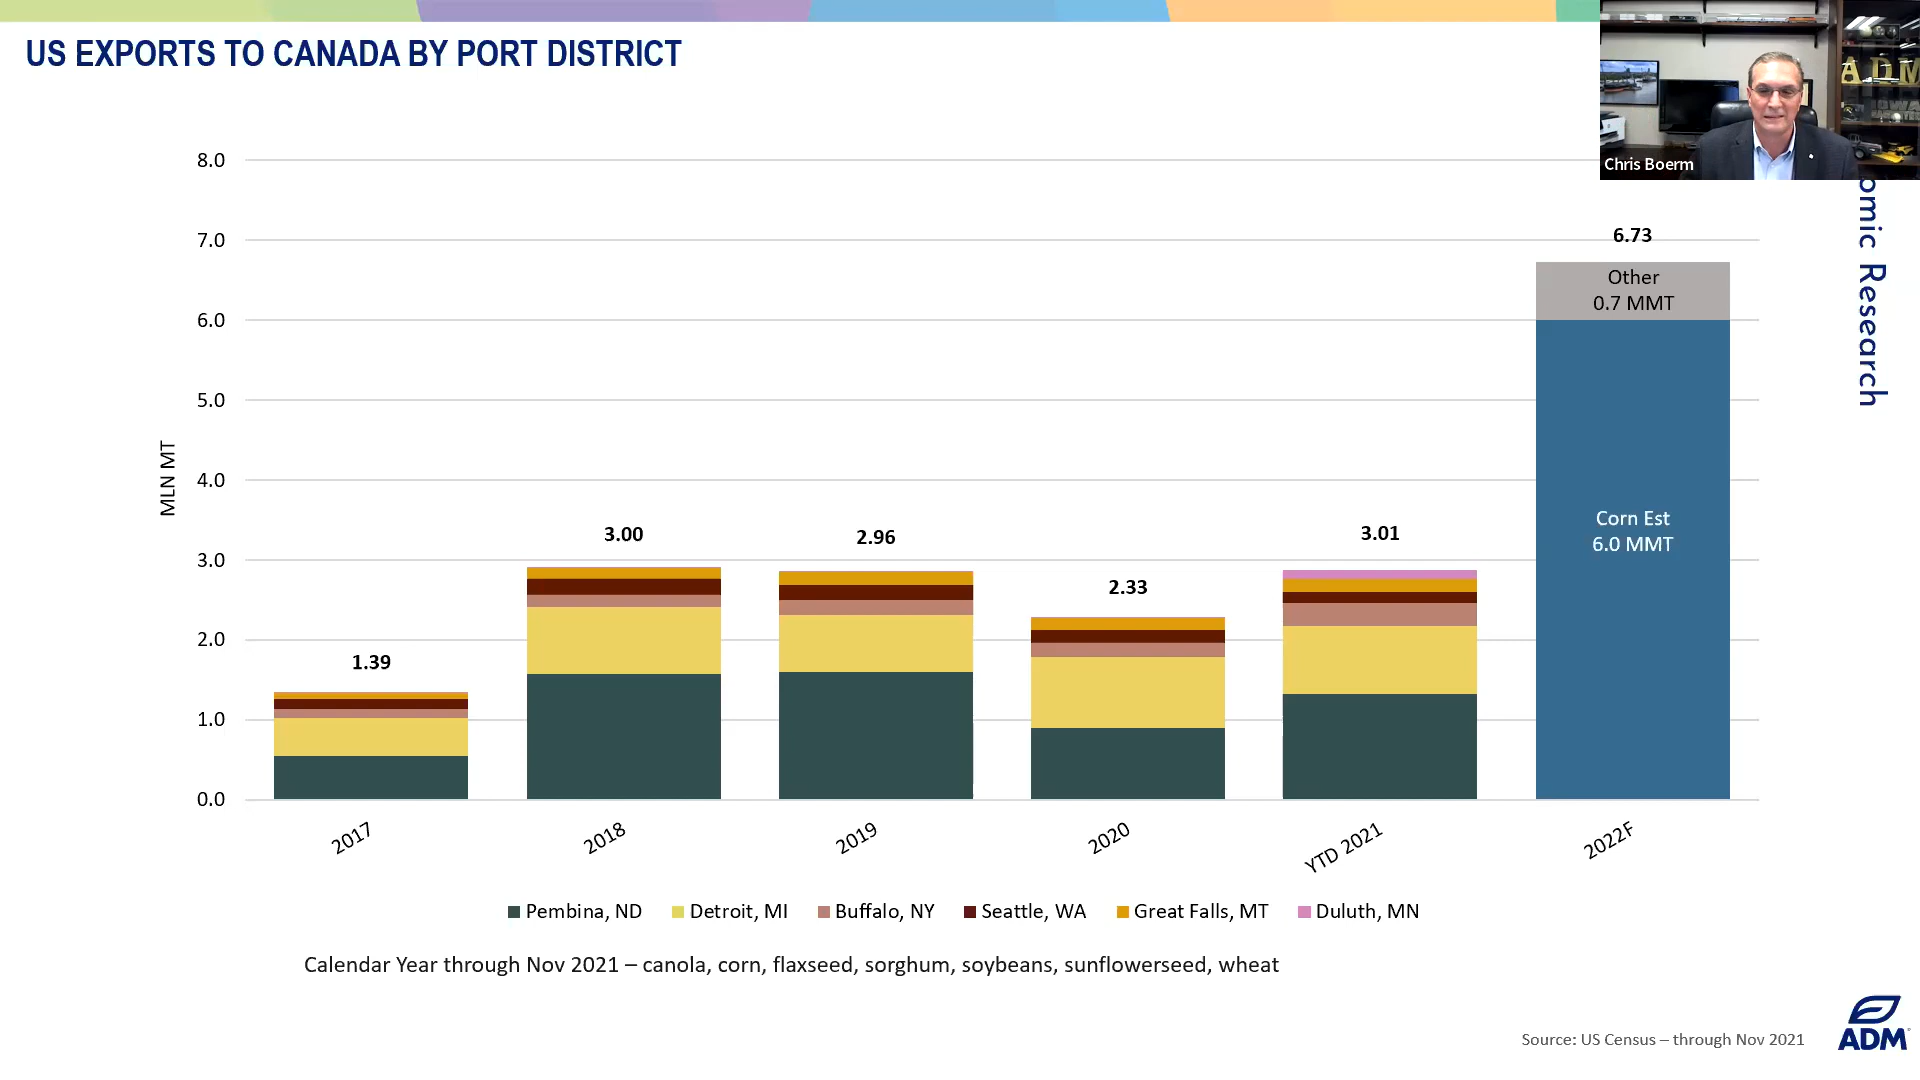 US EXPORTS TO CANADA BY PORT DISTRICT
ADM
Chris Boerm
omic Research
MLN MT
8.0
7.0
6.0
5.0
4.0
3.0
2.0
1.0
0.0
1.39
3.00
2.96
2.33
3.01
6.73
Other
0.7 MMT
Corn Est
6.0 MMT
2017
2018
2019
2020
YTD 2021
2022F
Pembina, ND
Detroit, MI
Buffalo, NY
Seattle, WA
Great Falls, MT
Duluth, MN
Calendar Year through Nov 2021 – canola, corn, flaxseed, sorghum, soybeans, sunflowerseed, wheat
Source: US Census – through Nov 2021
ADM